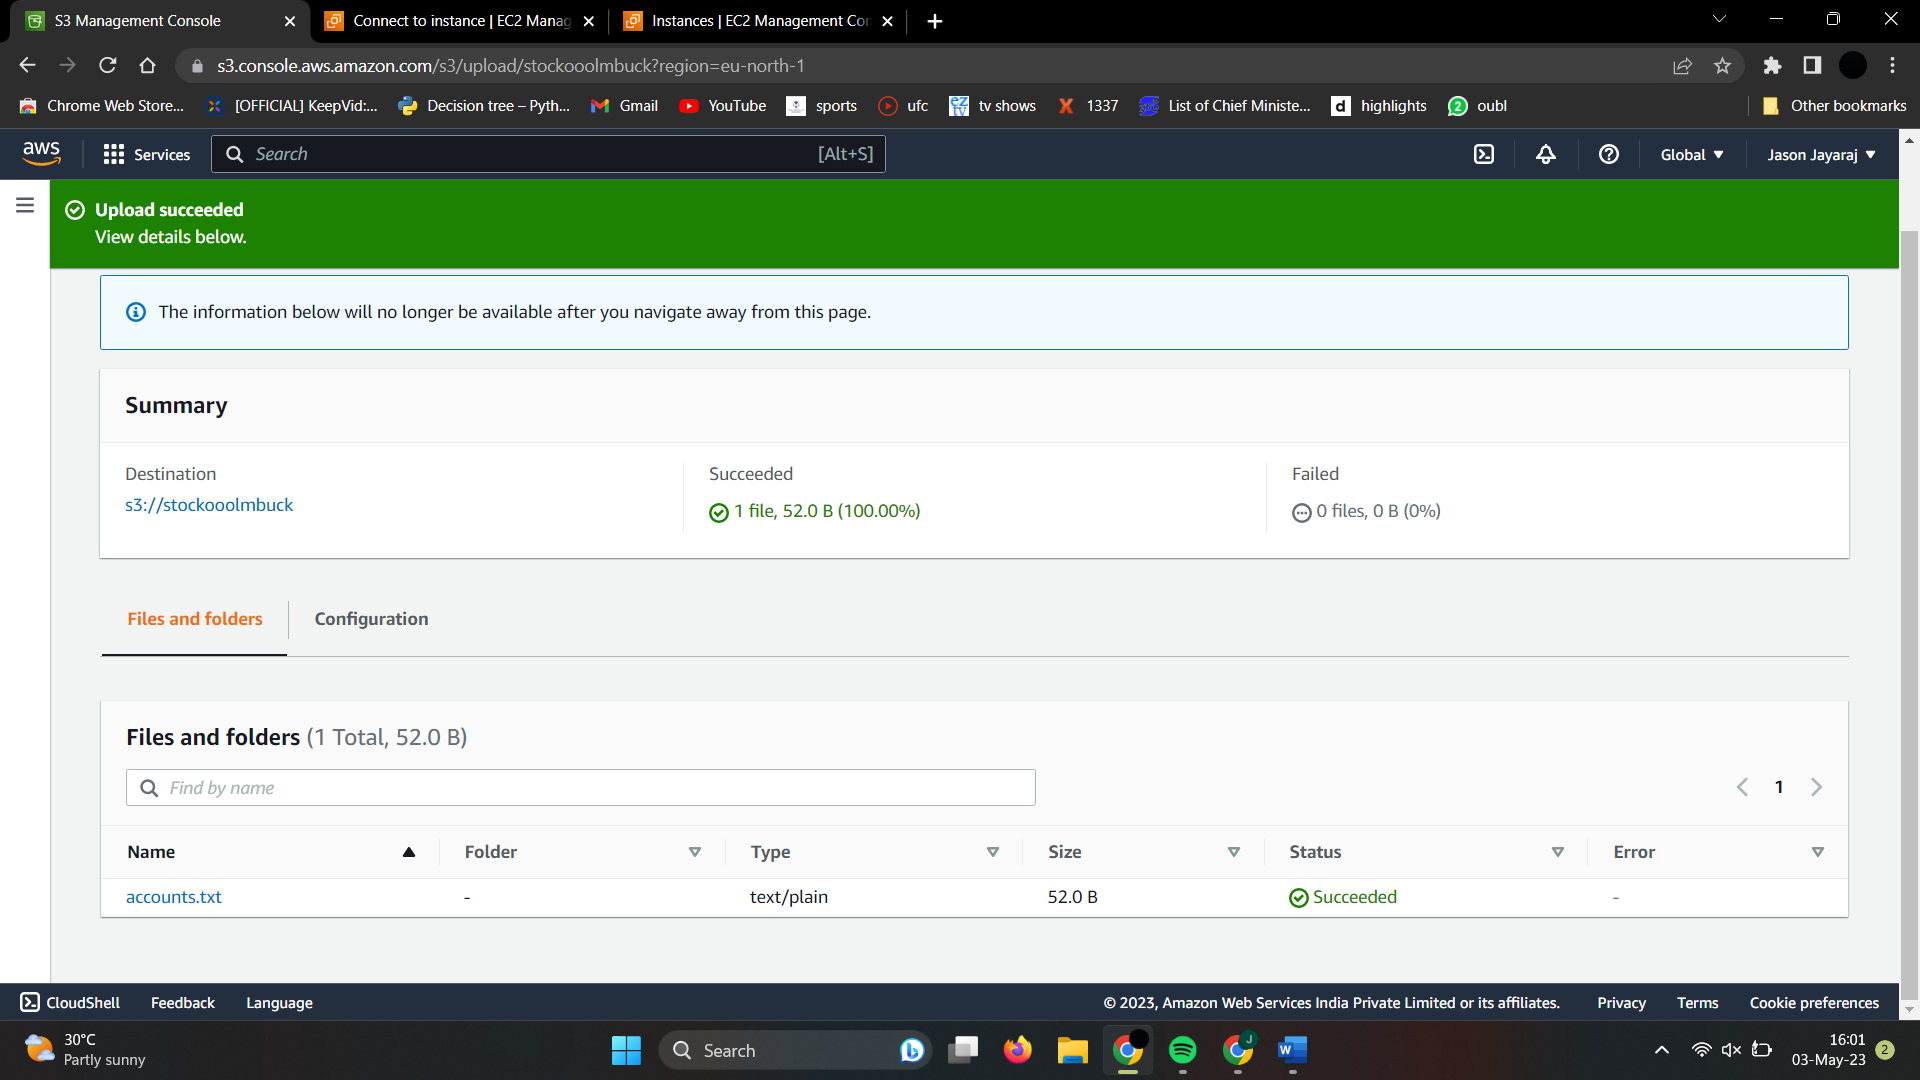 S3 Management Console
Connect to instance | EC2 Manag
Instances | EC2 Management Con
s3.console.aws.amazon.com/s3/upload/stockooolmbuck?region=eu-north-1
Chrome Web Store...
[OFFICIAL] KeepVid:...
Decision tree – Pyth...
Gmail
YouTube
sports
ufc
EZ TV
tv shows
X
1337
List of Chief Ministe...
d
highlights
2
oubl
Other bookmarks
aws
Services
Search
[Alt+S]
Global
Jason Jayaraj
Upload succeeded
View details below.
The information below will no longer be available after you navigate away from this page.
Summary
Destination
s3://stockooolmbuck
Succeeded
1 file, 52.0 B (100.00%)
Failed
0 files, 0 B (0%)
Files and folders
Configuration
Files and folders (1 Total, 52.0 B)
Find by name
1
Name
Folder
Type
Size
Status
Error
accounts.txt
-
text/plain
52.0 B
Succeeded
-
CloudShell
Feedback
Language
© 2023, Amazon Web Services India Private Limited or its affiliates.
Privacy
Terms
Cookie preferences
30°C
Partly sunny
Search
J
W
16:01
03-May-23
2